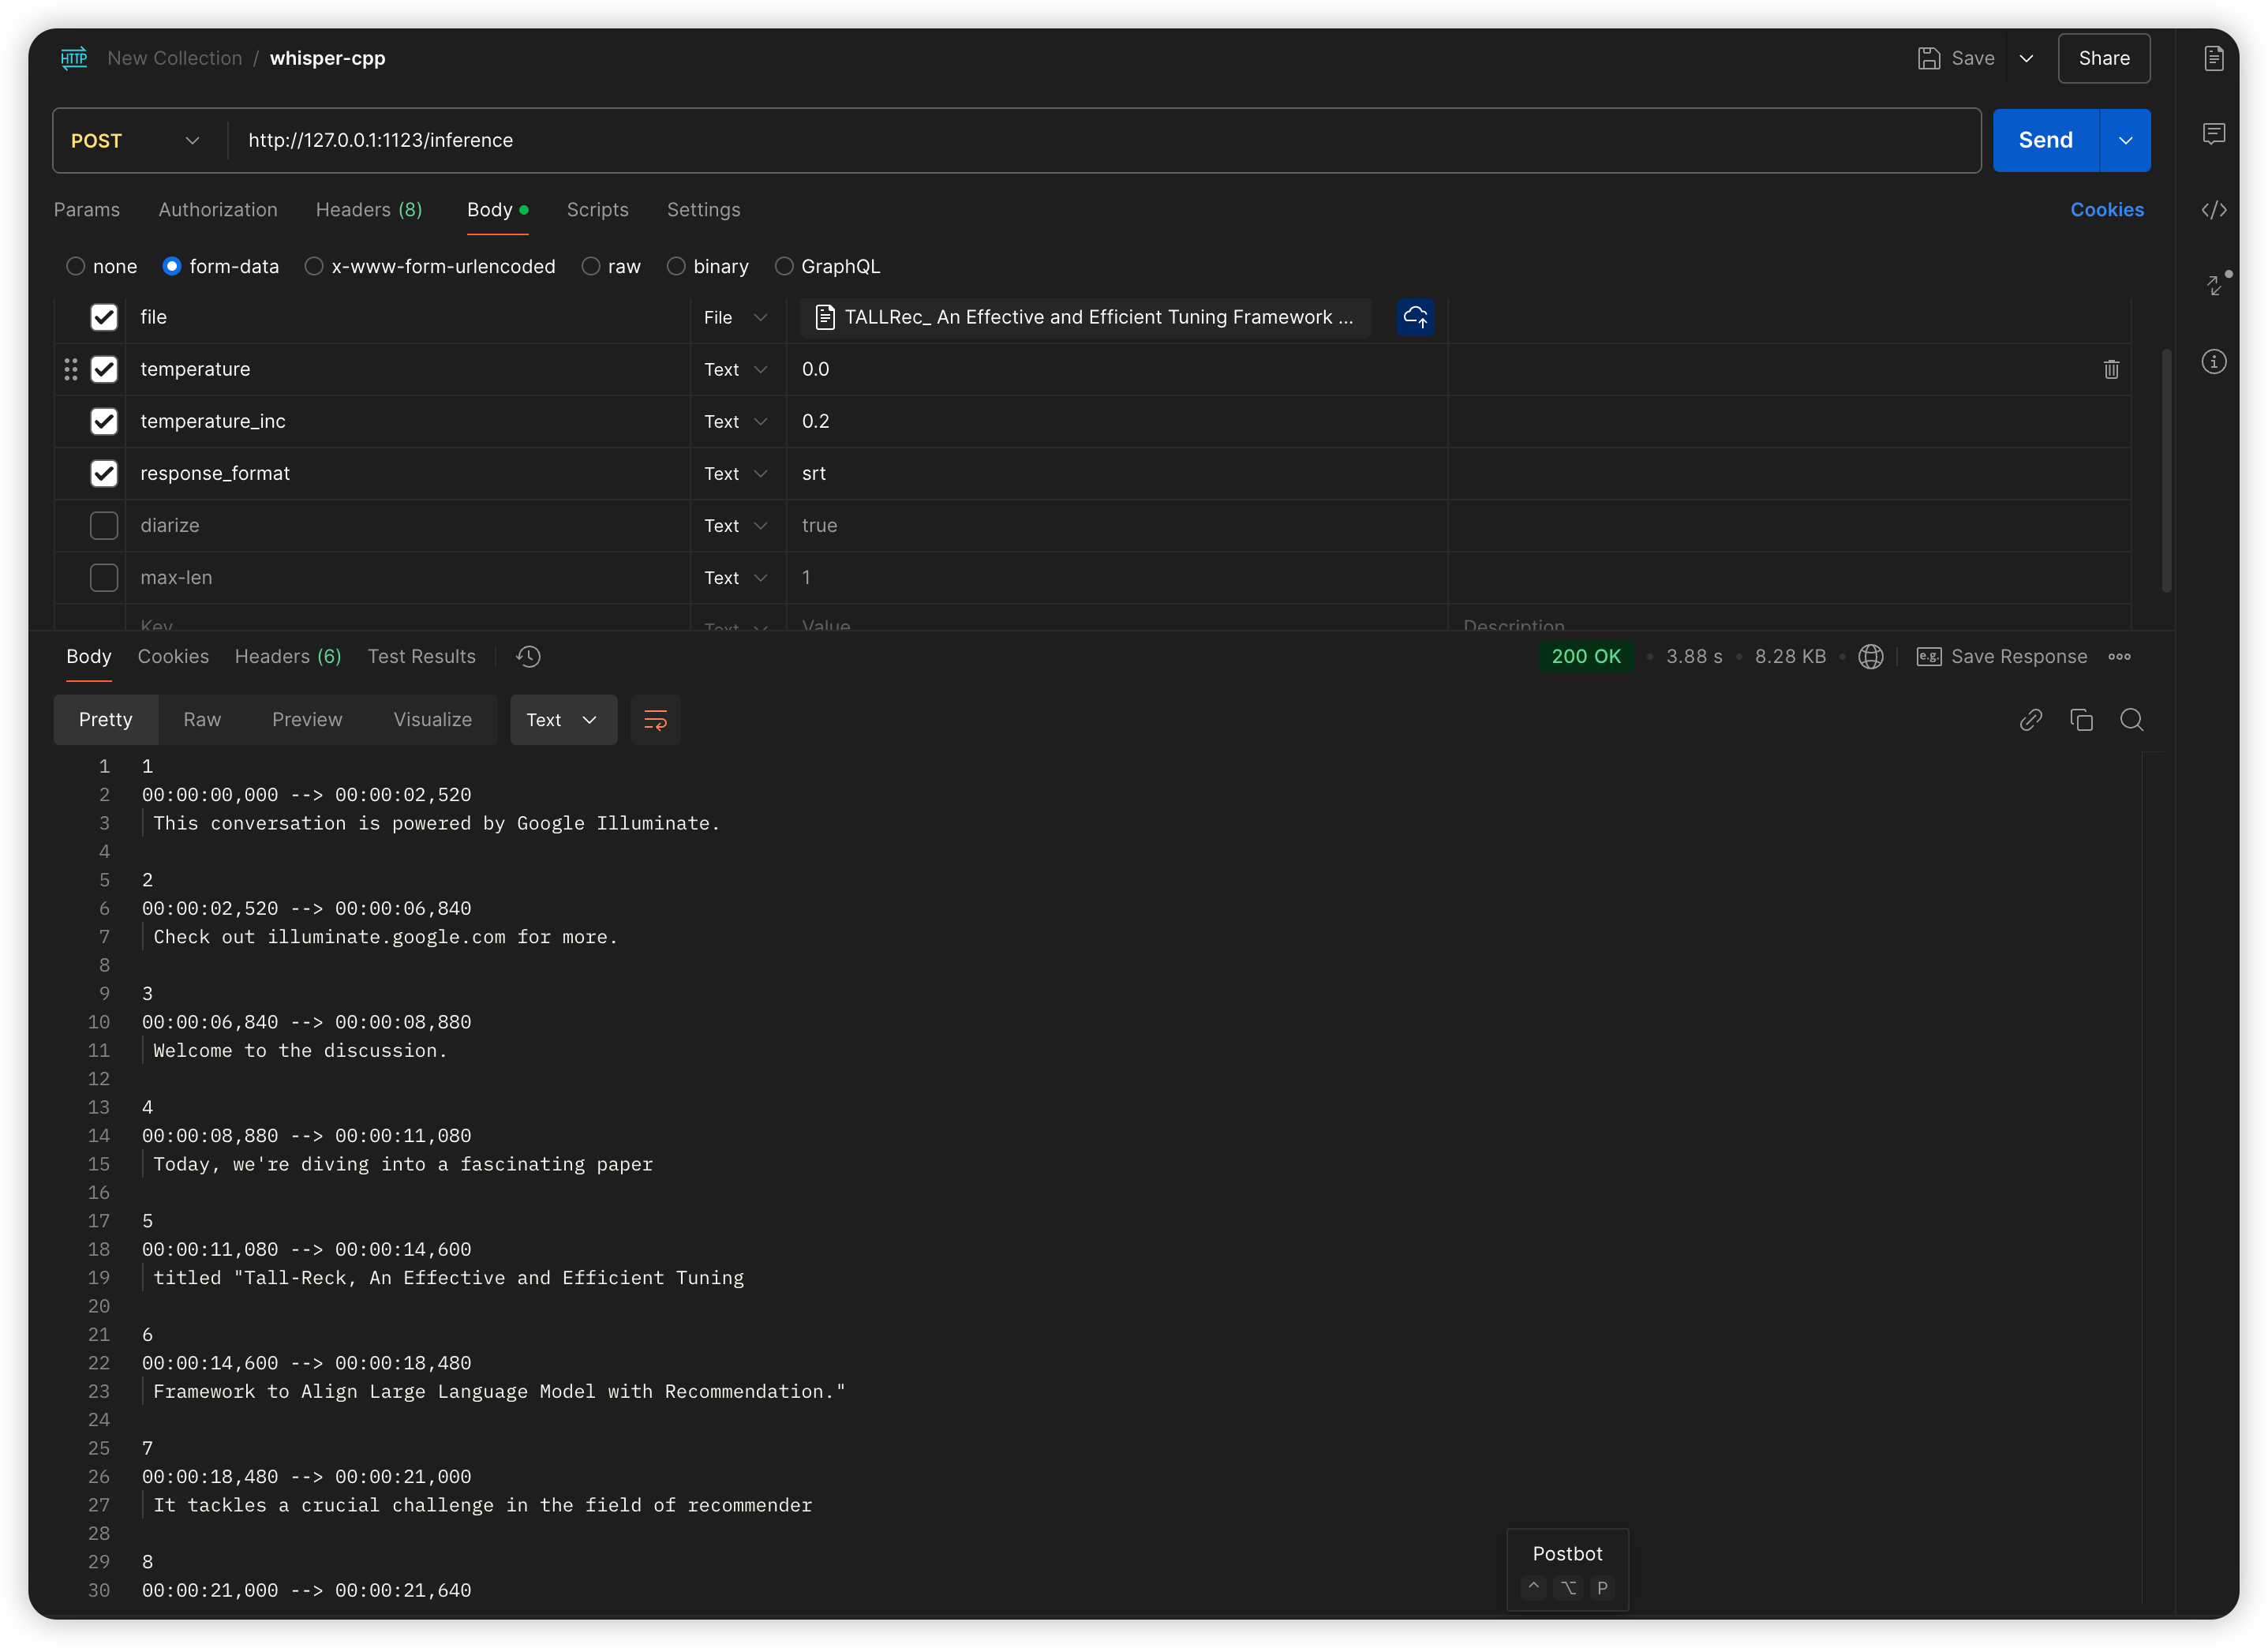 HTTP New Collection / whisper-cpp Save Share
POST http://127.0.0.1:1123/inference Send
Params Authorization Headers (8) Body Scripts Settings Cookies
none form-data x-www-form-urlencoded raw binary GraphQL
file File TALLRec_ An Effective and Efficient Tuning Framework ...
temperature Text 0.0
temperature_inc Text 0.2
response_format Text srt
diarize Text true
max-len Text 1
Key Text Value Description
Body Cookies Headers (6) Test Results 200 OK • 3.88 s • 8.28 KB • e.g. Save Response
Pretty Raw Preview Visualize Text
1 1
2 00:00:00,000 --> 00:00:02,520
3 This conversation is powered by Google Illuminate.
4
5 2
6 00:00:02,520 --> 00:00:06,840
7 Check out illuminate.google.com for more.
8
9 3
10 00:00:06,840 --> 00:00:08,880
11 Welcome to the discussion.
12
13 4
14 00:00:08,880 --> 00:00:11,080
15 Today, we're diving into a fascinating paper
16
17 5
18 00:00:11,080 --> 00:00:14,600
19 titled "Tall-Reck, An Effective and Efficient Tuning
20
21 6
22 00:00:14,600 --> 00:00:18,480
23 Framework to Align Large Language Model with Recommendation."
24
25 7
26 00:00:18,480 --> 00:00:21,000
27 It tackles a crucial challenge in the field of recommender
28
29 8
30 00:00:21,000 --> 00:00:21,640
Postbot
^ ⌥ P